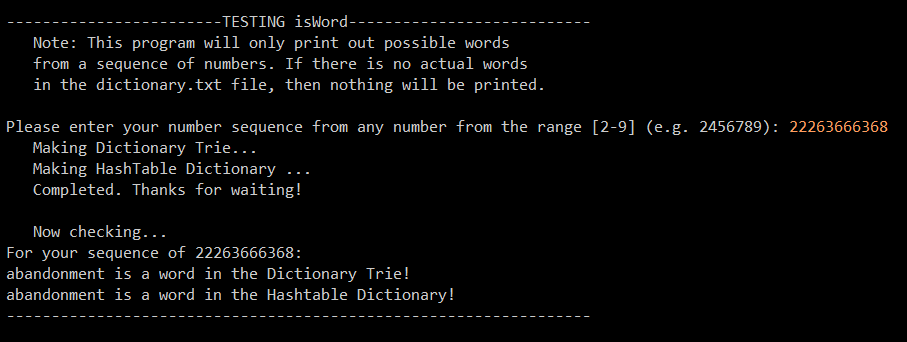 ------------------------TESTING isWord---------------------------
Note: This program will only print out possible words
from a sequence of numbers. If there is no actual words
in the dictionary.txt file, then nothing will be printed.
Please enter your number sequence from any number from the range [2-9] (e.g. 2456789): 22263666368
Making Dictionary Trie...
Making HashTable Dictionary ...
Completed. Thanks for waiting!
Now checking...
For your sequence of 22263666368:
abandonment is a word in the Dictionary Trie!
abandonment is a word in the Hashtable Dictionary!
-----------------------------------------------------------------